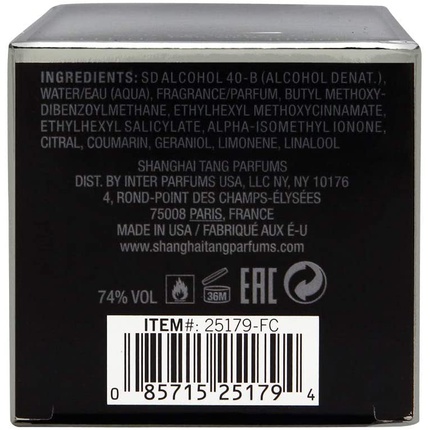 INGREDIENTS: SD ALCOHOL 40-B (ALCOHOL DENAT.),
WATER/EAU (AQUA), FRAGRANCE/PARFUM, BUTYL METHOXY-
DIBENZOYLMETHANE, ETHYLHEXYL METHOXYCINNAMATE,
ETHYLHEXYL SALICYLATE, ALPHA-ISOMETHYL IONONE,
CITRAL, COUMARIN, GERANIOL, LIMONENE, LINALOOL
SHANGHAI TANG PARFUMS
DIST. BY INTER PARFUMS USA, LLC NY, NY 10176
4, ROND-POINT DES CHAMPS-ÉLYSÉES
75008 PARIS, FRANCE
MADE IN USA / FABRIQUÉ AUX É-U
www.shanghaitangparfums.com
74% VOL 36M EAC
ITEM#: 25179-FC
0 85715 25179 4